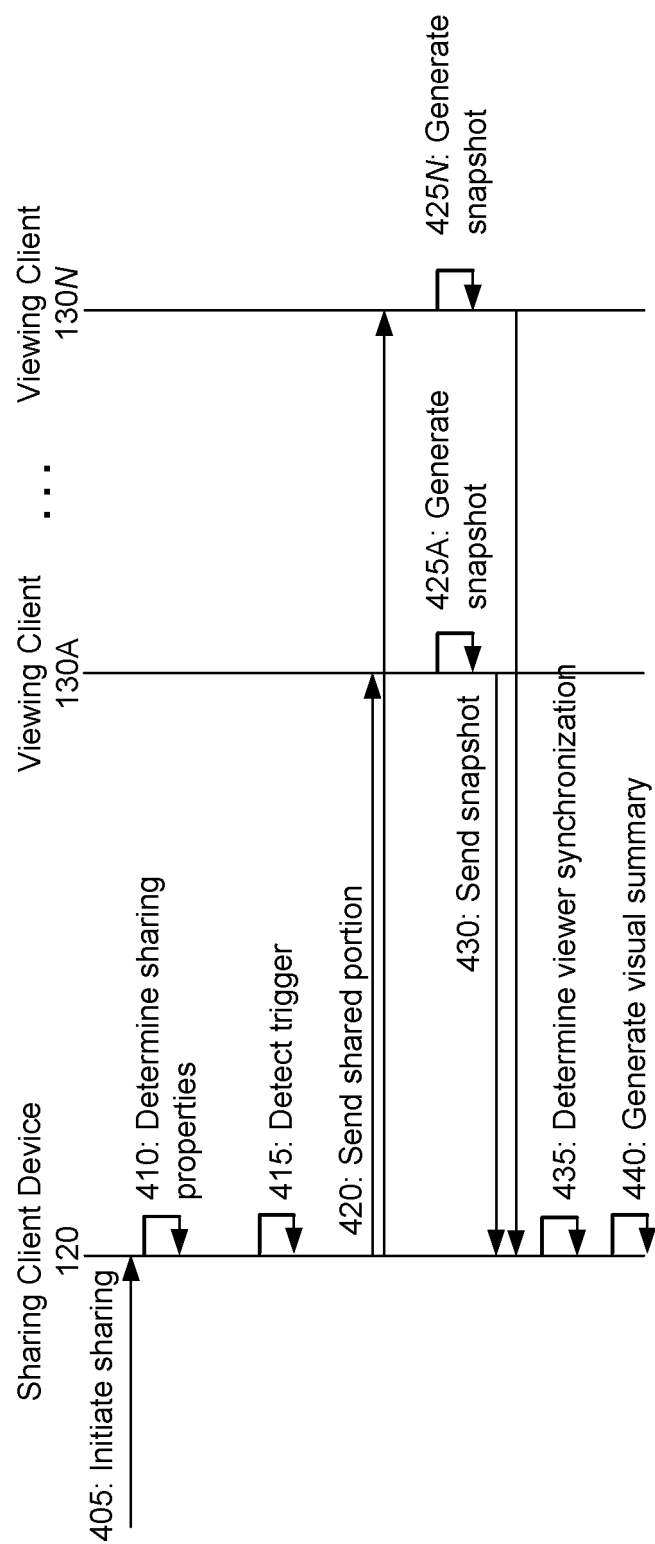 Sharing Client Device
120
Viewing Client
130A
. . .
Viewing Client
130N
405: Initiate sharing
410: Determine sharing
properties
415: Detect trigger
420: Send shared portion
425A: Generate
snapshot
425N: Generate
snapshot
430: Send snapshot
435: Determine viewer synchronization
440: Generate visual summary